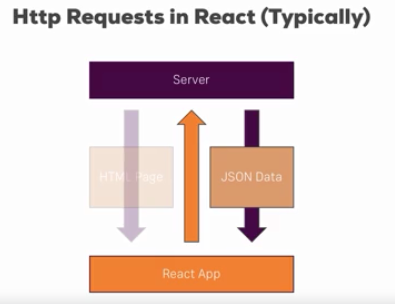 Http Requests in React (Typically)
Server
HTML Page
JSON Data
React App